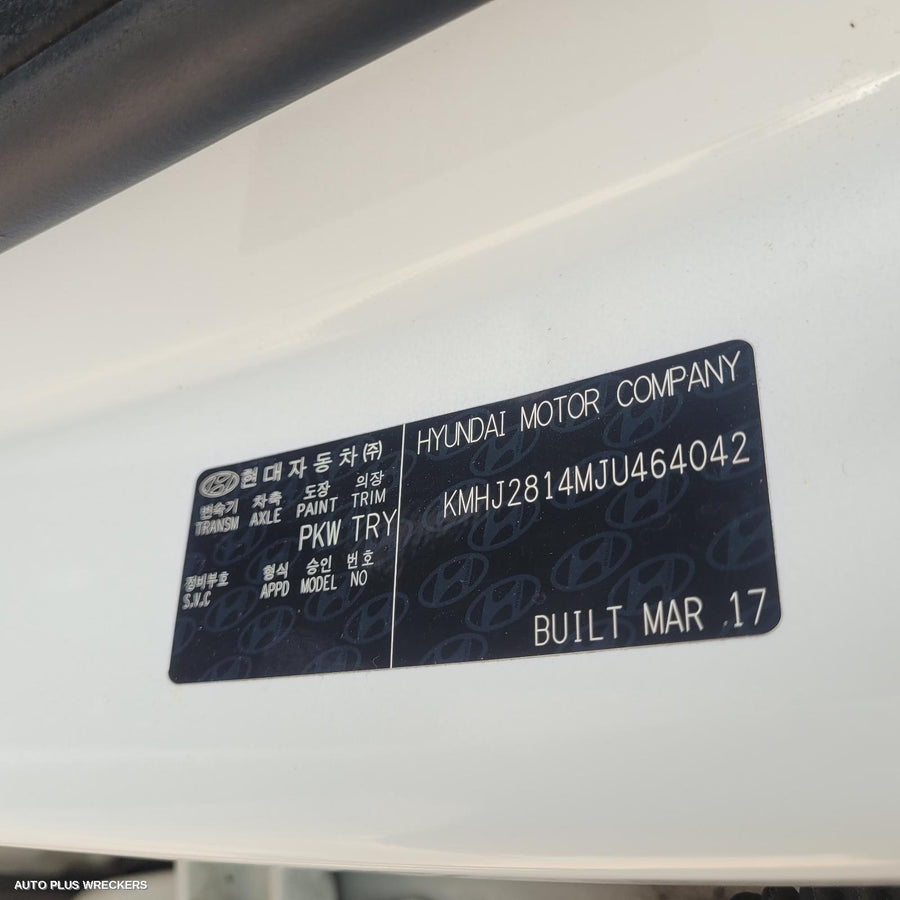 현대자동차(주)
변속기 차축 도장 의장
TRANSM AXLE PAINT TRIM
PKW TRY
정비부호 형식 승인 번호
S.V.C APPD MODEL NO
HYUNDAI MOTOR COMPANY
KMHJ2814MJU464042
BUILT MAR .17
AUTO PLUS WRECKERS